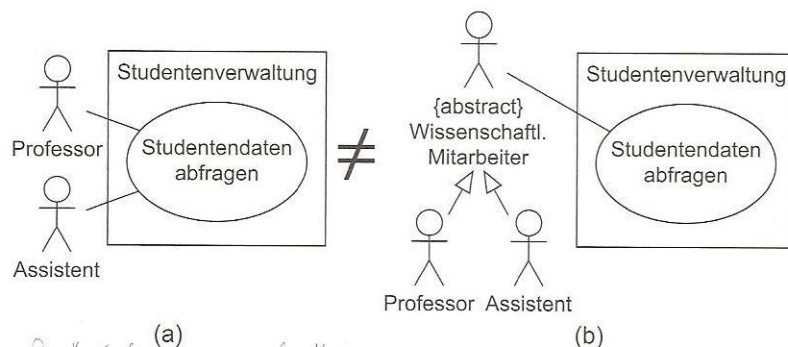 Studentenverwaltung
Professor
Studentendaten
abfragen
Assistent
(a)
≠
{abstract}
Wissenschaftl.
Mitarbeiter
Professor
Assistent
Studentenverwaltung
Studentendaten
abfragen
(b)